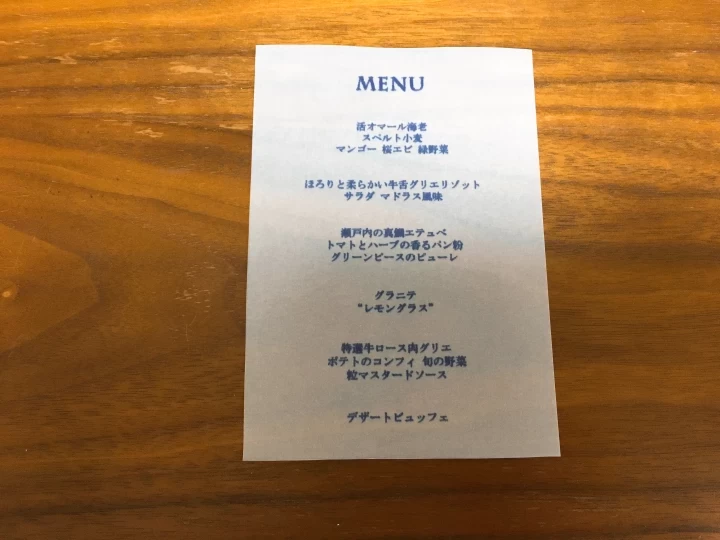 MENU
活オマール海老
スペルト小麦
マンゴー 桜エビ 緑野菜
ほろりと柔らかい牛舌グリエリゾット
サラダ マドラス風味
瀬戸内の真鯛エテュベ
トマトとハーブの香るパン粉
グリーンピースのピューレ
グラニテ
“レモングラス”
特選牛ロース肉グリエ
ポテトのコンフィ 旬の野菜
粒マスタードソース
デザートビュッフェ